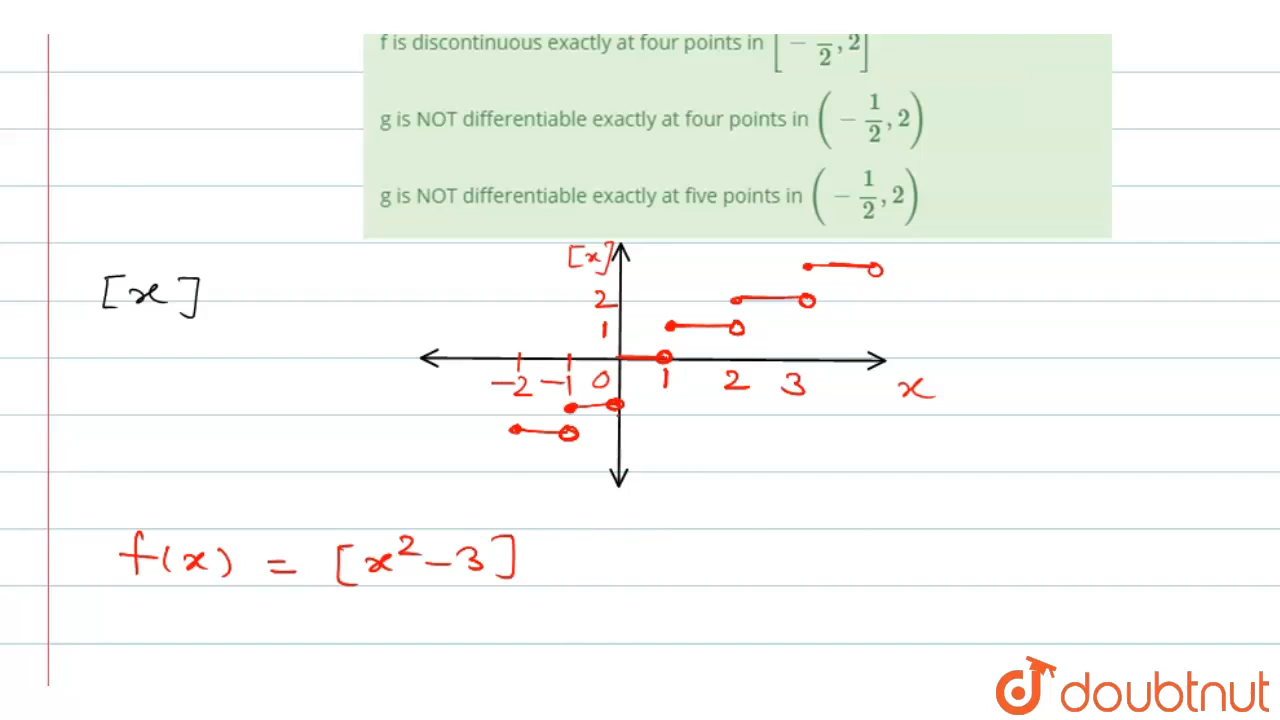 f is discontinuous exactly at four points in [ - /2 , 2 ]
g is NOT differentiable exactly at four points in ( - 1/2 , 2 )
g is NOT differentiable exactly at five points in ( - 1/2 , 2 )
[x]
[x]
2
1
-2 -1 0 1 2 3 x
f(x) = [x² - 3]
doubtnut